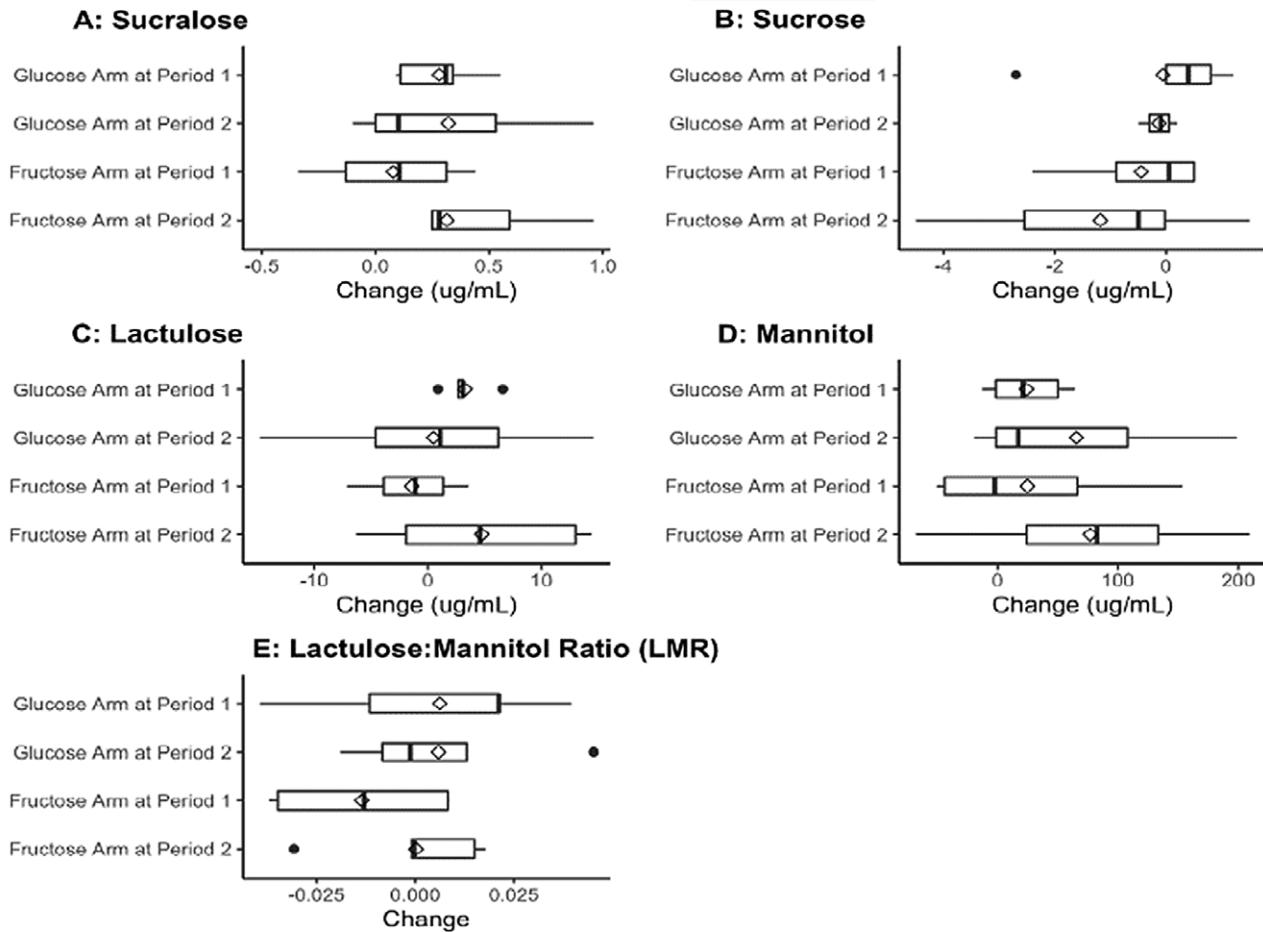 A: Sucralose
Glucose Arm at Period 1
Glucose Arm at Period 2
Fructose Arm at Period 1
Fructose Arm at Period 2
-0.5 0.0 0.5 1.0
Change (ug/mL)
B: Sucrose
Glucose Arm at Period 1
Glucose Arm at Period 2
Fructose Arm at Period 1
Fructose Arm at Period 2
-4 -2 0
Change (ug/mL)
C: Lactulose
Glucose Arm at Period 1
Glucose Arm at Period 2
Fructose Arm at Period 1
Fructose Arm at Period 2
-10 0 10
Change (ug/mL)
D: Mannitol
Glucose Arm at Period 1
Glucose Arm at Period 2
Fructose Arm at Period 1
Fructose Arm at Period 2
0 100 200
Change (ug/mL)
E: Lactulose:Mannitol Ratio (LMR)
Glucose Arm at Period 1
Glucose Arm at Period 2
Fructose Arm at Period 1
Fructose Arm at Period 2
-0.025 0.000 0.025
Change